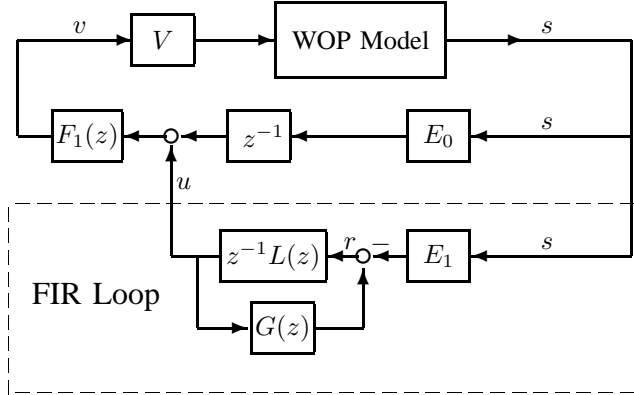 v V WOP Model s
F₁(z) z⁻¹ E₀ s
u
z⁻¹L(z) r − E₁ s
FIR Loop
G(z)